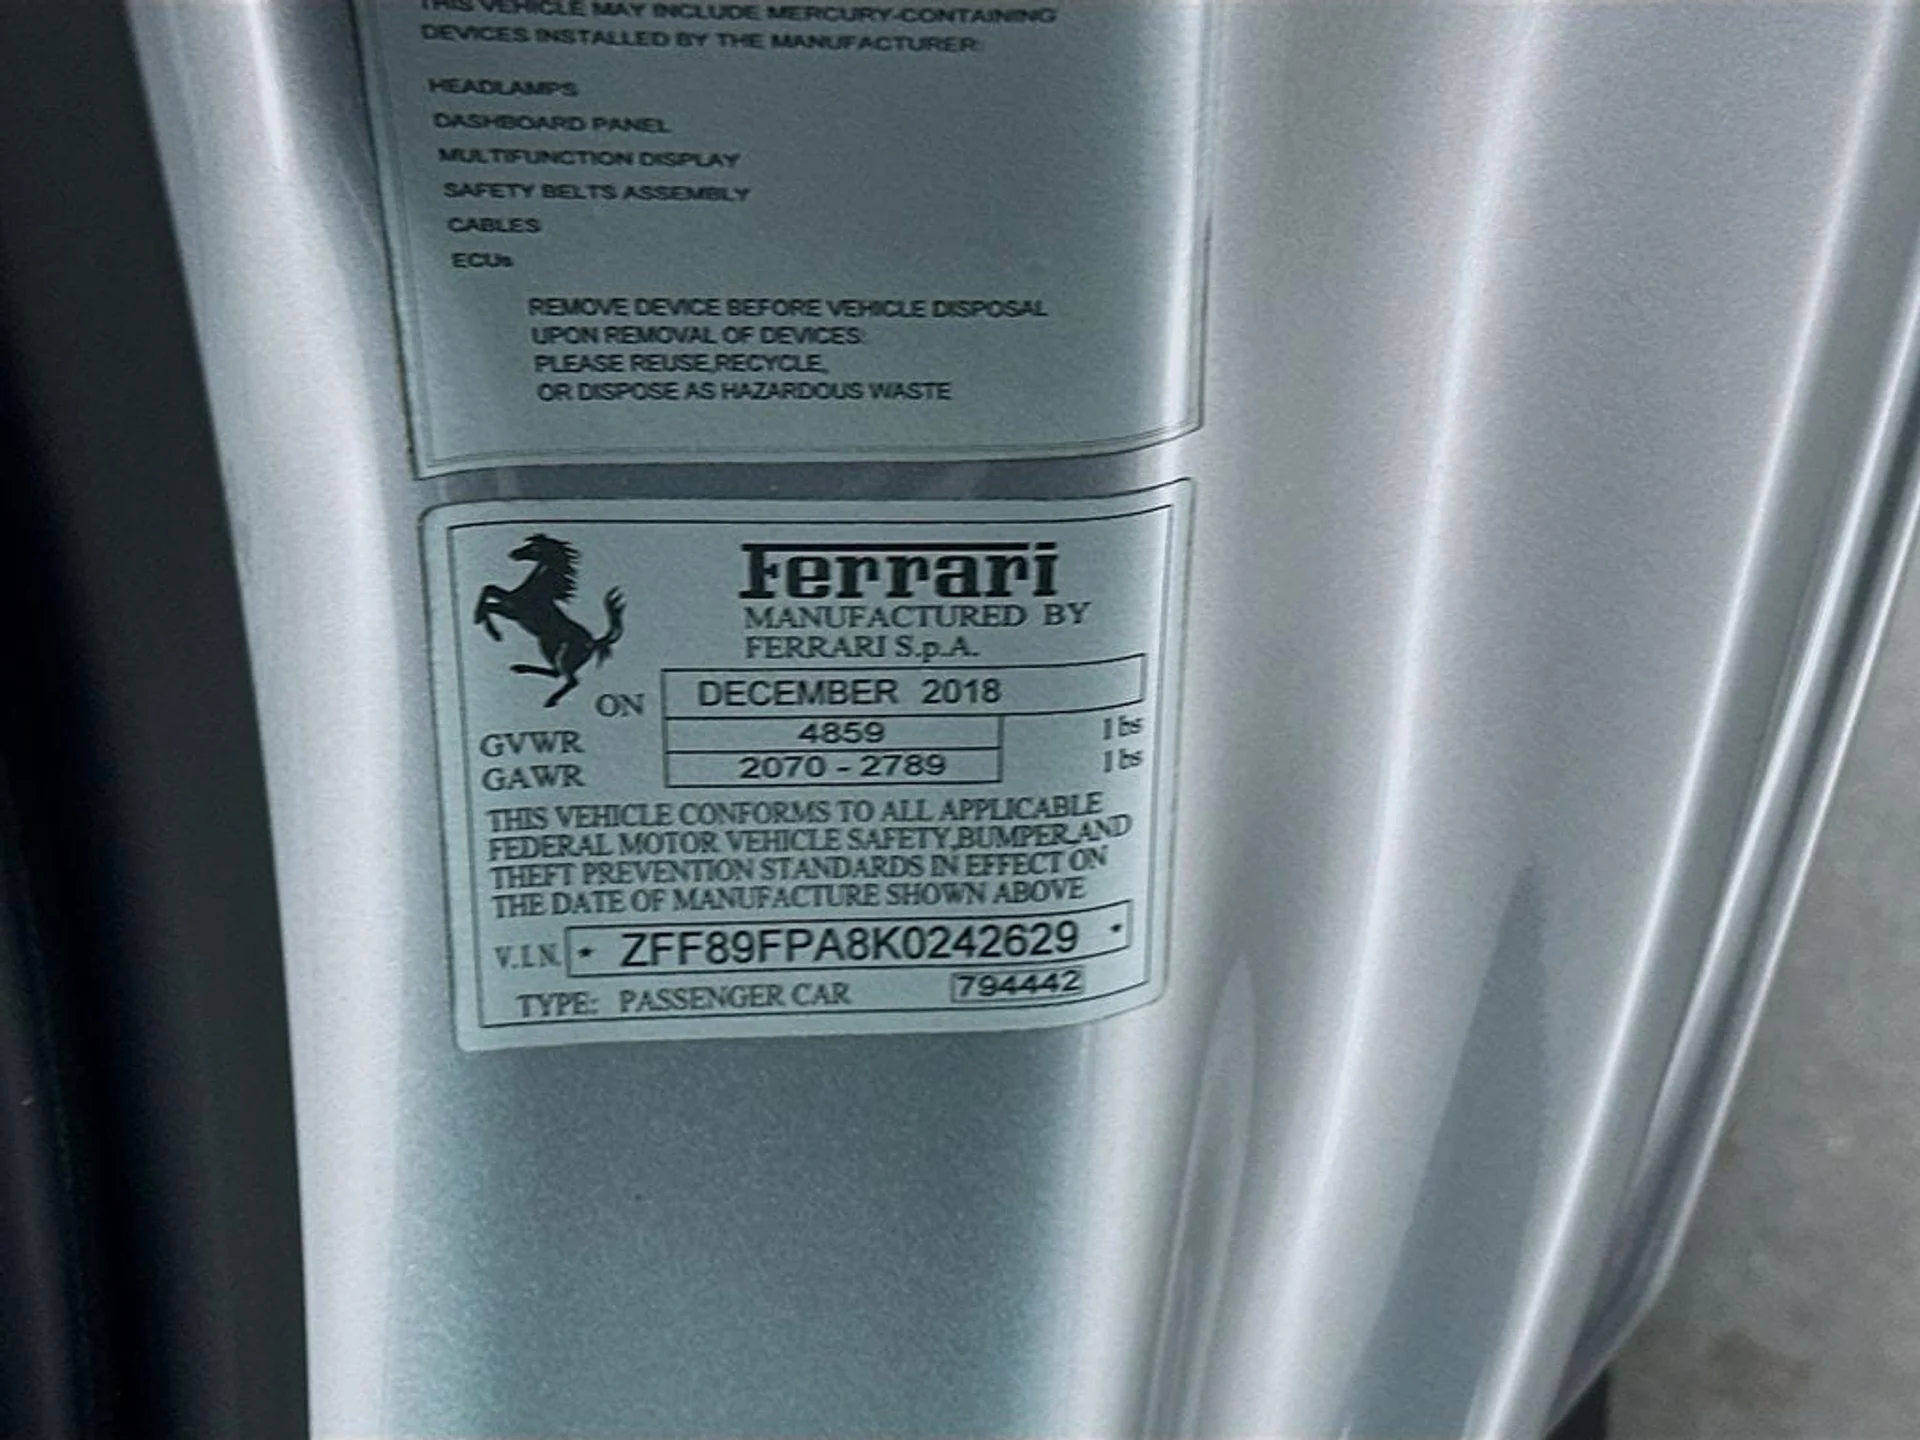 THIS VEHICLE MAY INCLUDE MERCURY-CONTAINING
DEVICES INSTALLED BY THE MANUFACTURER:
HEADLAMPS
DASHBOARD PANEL
MULTIFUNCTION DISPLAY
SAFETY BELTS ASSEMBLY
CABLES
ECUs
REMOVE DEVICE BEFORE VEHICLE DISPOSAL
UPON REMOVAL OF DEVICES:
PLEASE REUSE,RECYCLE,
OR DISPOSE AS HAZARDOUS WASTE
Ferrari
MANUFACTURED BY
FERRARI S.p.A.
ON DECEMBER 2018
GVWR 4859 lbs
GAWR 2070 - 2789 lbs
THIS VEHICLE CONFORMS TO ALL APPLICABLE
FEDERAL MOTOR VEHICLE SAFETY,BUMPER,AND
THEFT PREVENTION STANDARDS IN EFFECT ON
THE DATE OF MANUFACTURE SHOWN ABOVE
V.I.N. * ZFF89FPA8K0242629 *
TYPE: PASSENGER CAR 794442